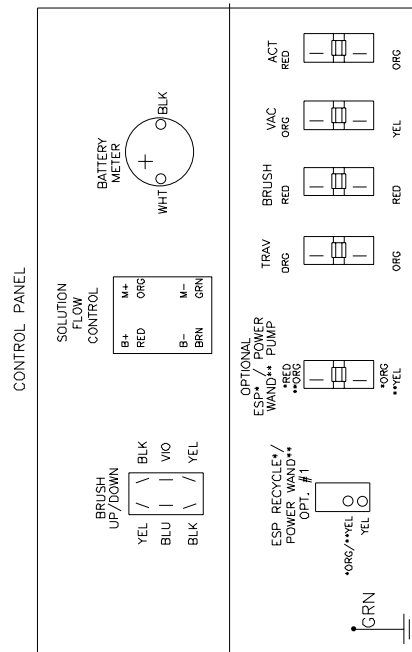 CONTROL PANEL
BRUSH
UP/DOWN
YEL BLK
BLU VIO
BLK YEL
SOLUTION
FLOW
CONTROL
B+ M+
RED ORG
B- M-
BRN GRN
BATTERY
METER
+
WHT
BLK
ESP RECYCLE*/
POWER WAND**
OPT. #1
*ORG/**YEL
YEL
OPTIONAL
ESP* / POWER
WAND** PUMP
*RED
**ORG
*ORG
**YEL
TRAV
ORG
ORG
BRUSH
RED
RED
VAC
ORG
YEL
ACT
RED
ORG
GRN